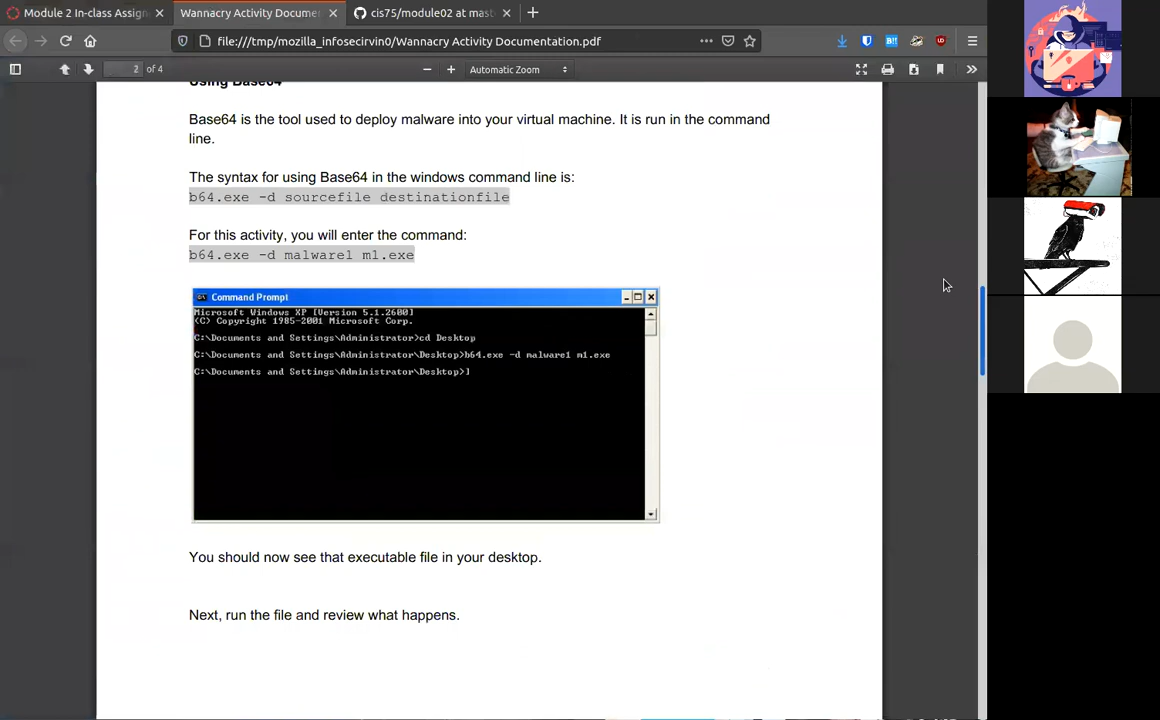 Module 2 In-class Assign
Wannacry Activity Documen
cis75/module02 at mas
file:///tmp/mozilla_infosecirvin0/Wannacry Activity Documentation.pdf
2 of 4
Automatic Zoom
Using Base64
Base64 is the tool used to deploy malware into your virtual machine. It is run in the command
line.
The syntax for using Base64 in the windows command line is:
b64.exe -d sourcefile destinationfile
For this activity, you will enter the command:
b64.exe -d malware1 m1.exe
Command Prompt
Microsoft Windows XP [Version 5.1.2600]
(C) Copyright 1985-2001 Microsoft Corp.
C:\Documents and Settings\Administrator>cd Desktop
C:\Documents and Settings\Administrator\Desktop>b64.exe -d malware1 m1.exe
C:\Documents and Settings\Administrator\Desktop>
You should now see that executable file in your desktop.
Next, run the file and review what happens.